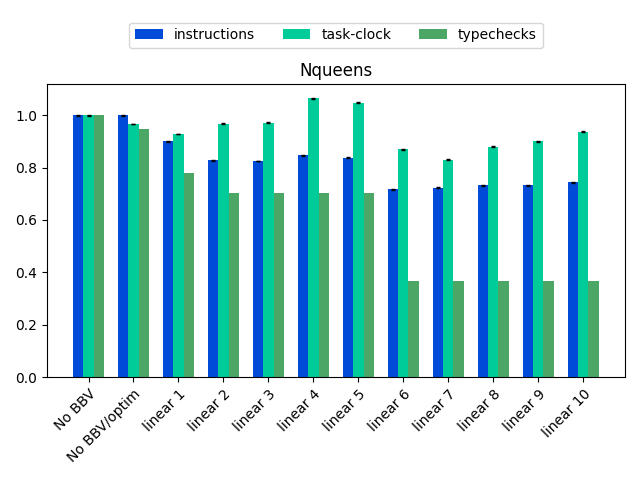 instructions task-clock typechecks
Nqueens
1.0
0.8
0.6
0.4
0.2
0.0
No BBV
No BBV/optim
linear 1
linear 2
linear 3
linear 4
linear 5
linear 6
linear 7
linear 8
linear 9
linear 10